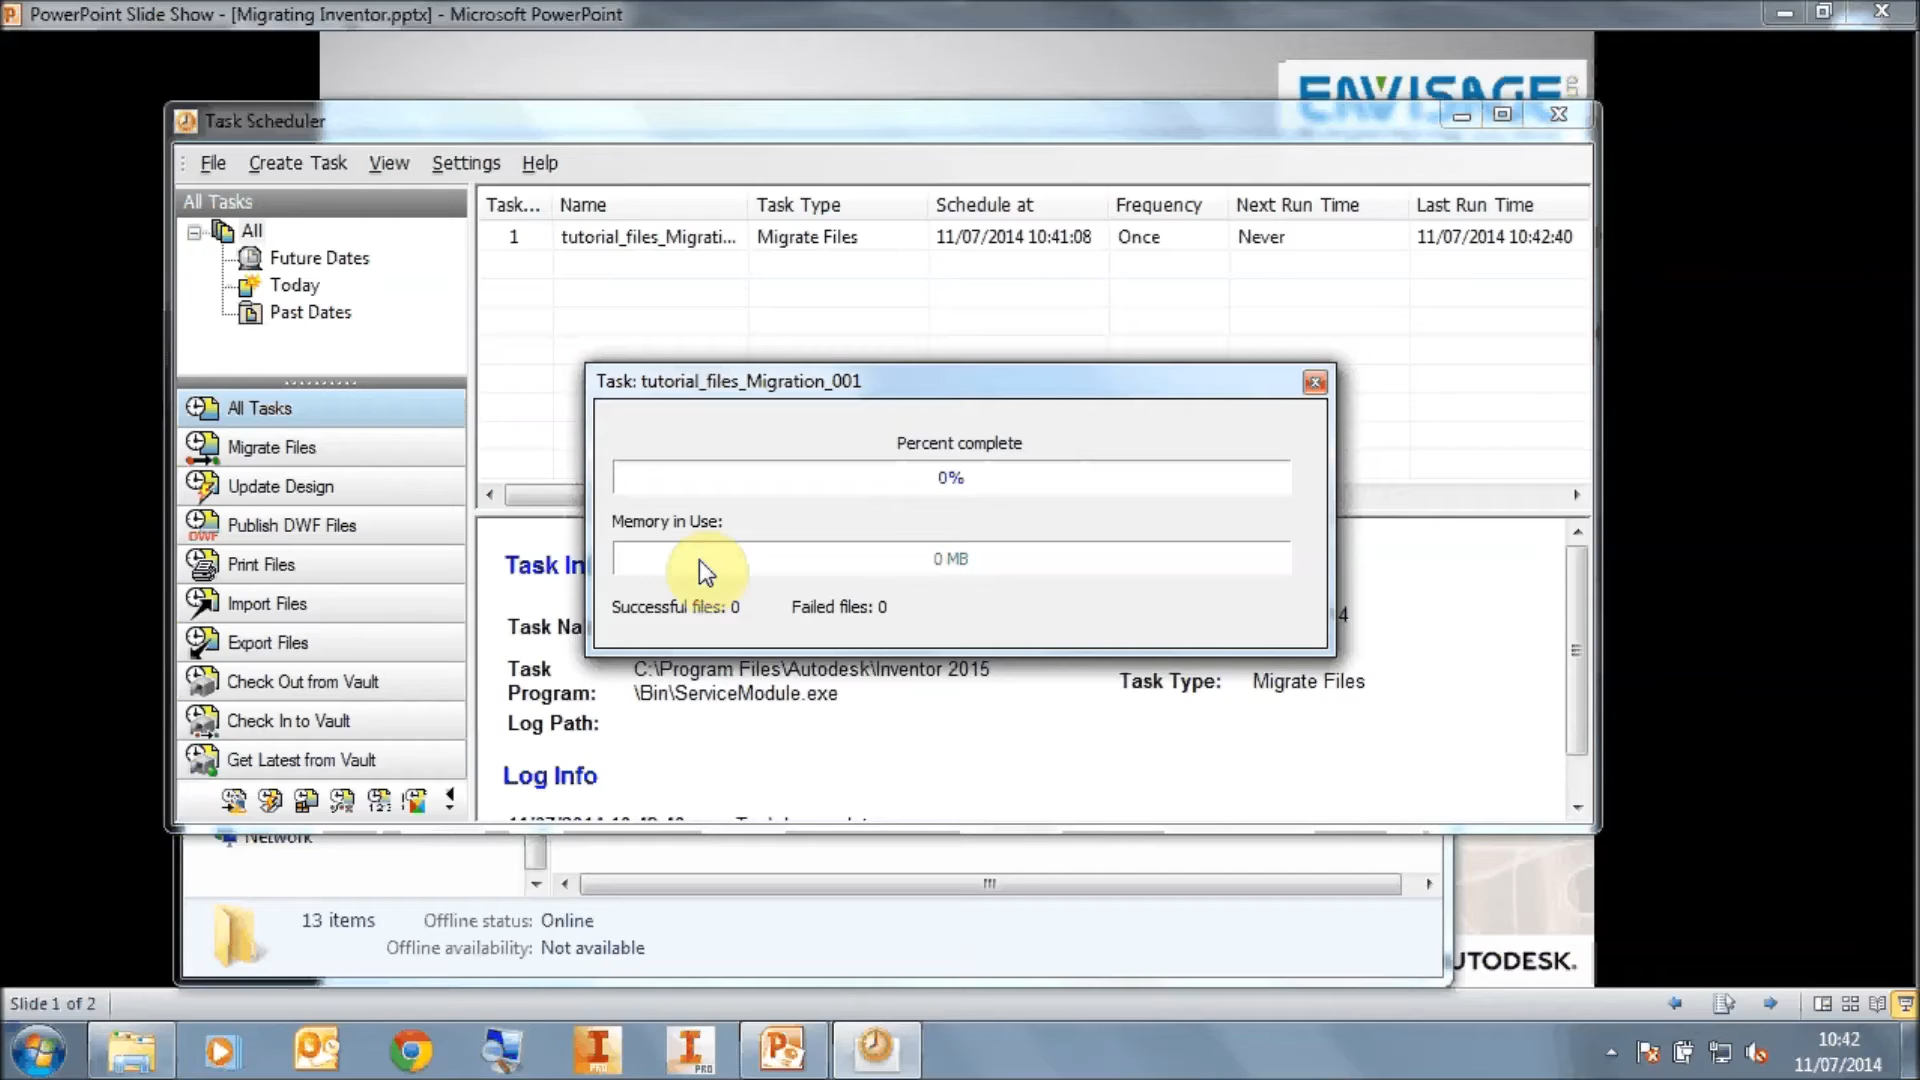 PowerPoint Slide Show - [Migrating Inventor.pptx] - Microsoft PowerPoint
ENVISAGE
Task Scheduler
File Create Task View Settings Help
All Tasks
All
Future Dates
Today
Past Dates
Task... Name Task Type Schedule at Frequency Next Run Time Last Run Time
1 tutorial_files_Migrati... Migrate Files 11/07/2014 10:41:08 Once Never 11/07/2014 10:42:40
All Tasks
Migrate Files
Update Design
Publish DWF Files
Print Files
Import Files
Export Files
Check Out from Vault
Check In to Vault
Get Latest from Vault
Task: tutorial_files_Migration_001
Percent complete
0%
Memory in Use:
0 MB
Successful files: 0 Failed files: 0
Task In
Task Na
4
Task Program: C:\Program Files\Autodesk\Inventor 2015
\Bin\ServiceModule.exe
Task Type: Migrate Files
Log Path:
Log Info
Network
13 items Offline status: Online
Offline availability: Not available
UTODESK.
Slide 1 of 2
10:42
11/07/2014